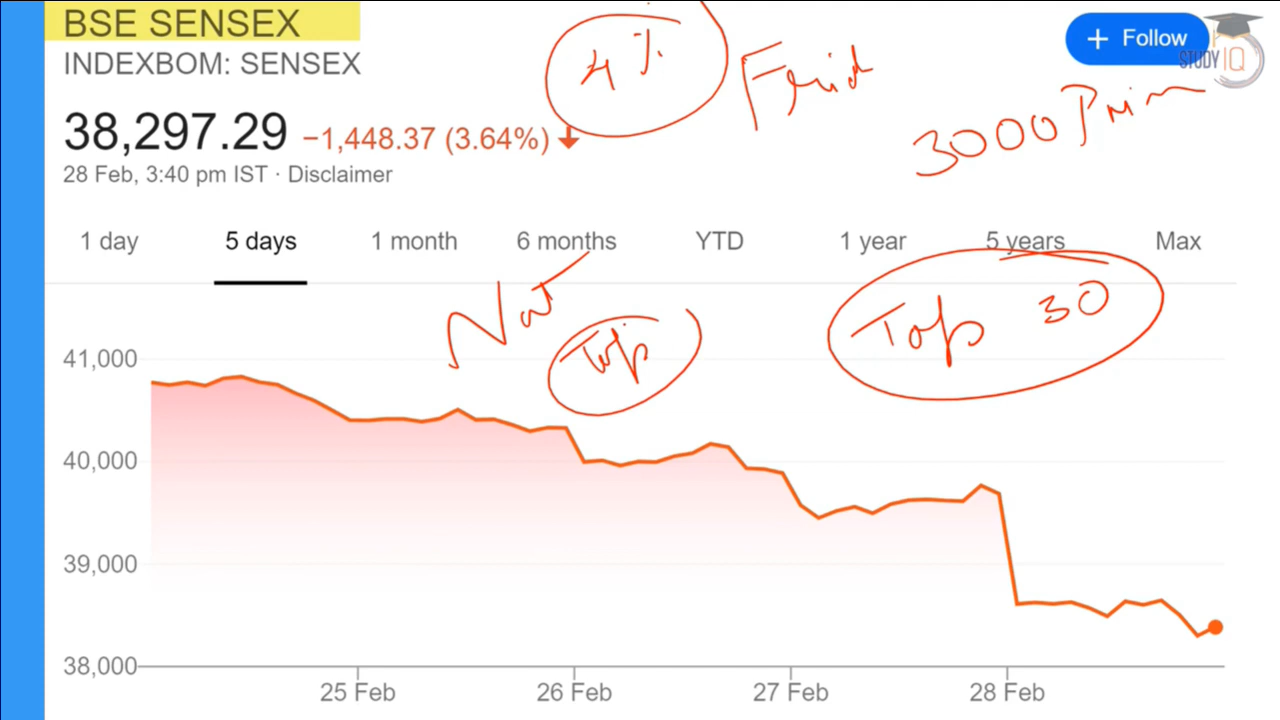 BSE SENSEX
INDEXBOM: SENSEX
38,297.29 −1,448.37 (3.64%)
28 Feb, 3:40 pm IST · Disclaimer
4%
Frid
3000
+ Follow
STUDY IQ
1 day 5 days 1 month 6 months YTD 1 year 5 years Max
Top 30
41,000
40,000
39,000
38,000
25 Feb 26 Feb 27 Feb 28 Feb